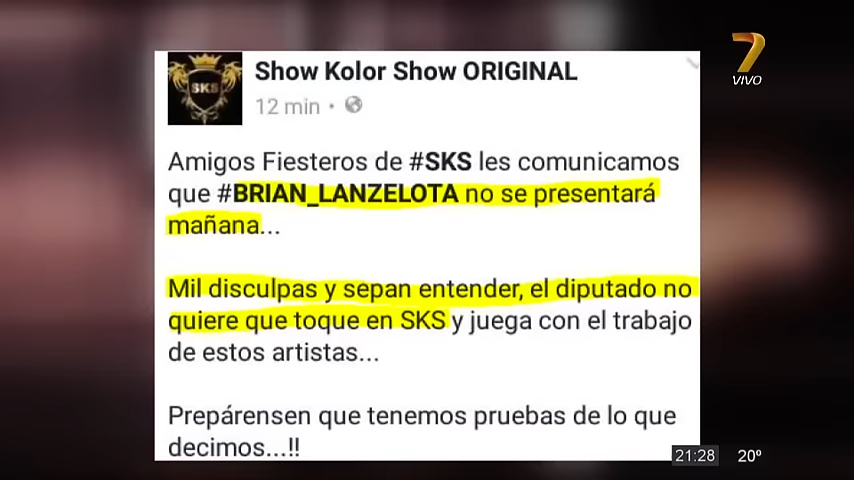 7
VIVO
SKS
Show Kolor Show ORIGINAL
12 min •
Amigos Fiesteros de #SKS les comunicamos
que #BRIAN_LANZELOTA no se presentará
mañana...
Mil disculpas y sepan entender, el diputado no
quiere que toque en SKS y juega con el trabajo
de estos artistas...
Prepárensen que tenemos pruebas de lo que
decimos...!!
21:28 20º